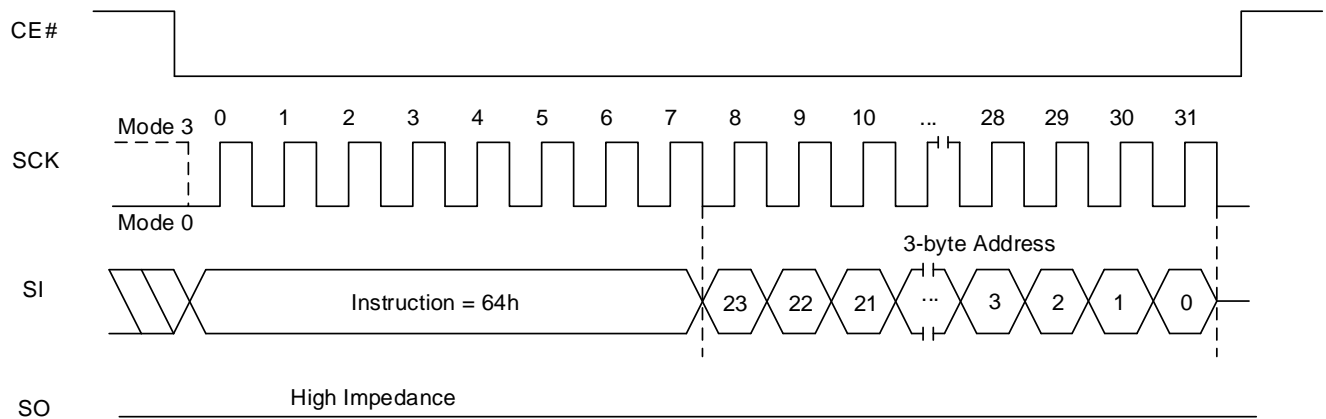 CE#
Mode 3 0 1 2 3 4 5 6 7 8 9 10 ... 28 29 30 31
SCK
Mode 0
3-byte Address
SI Instruction = 64h 23 22 21 ... 3 2 1 0
High Impedance
SO